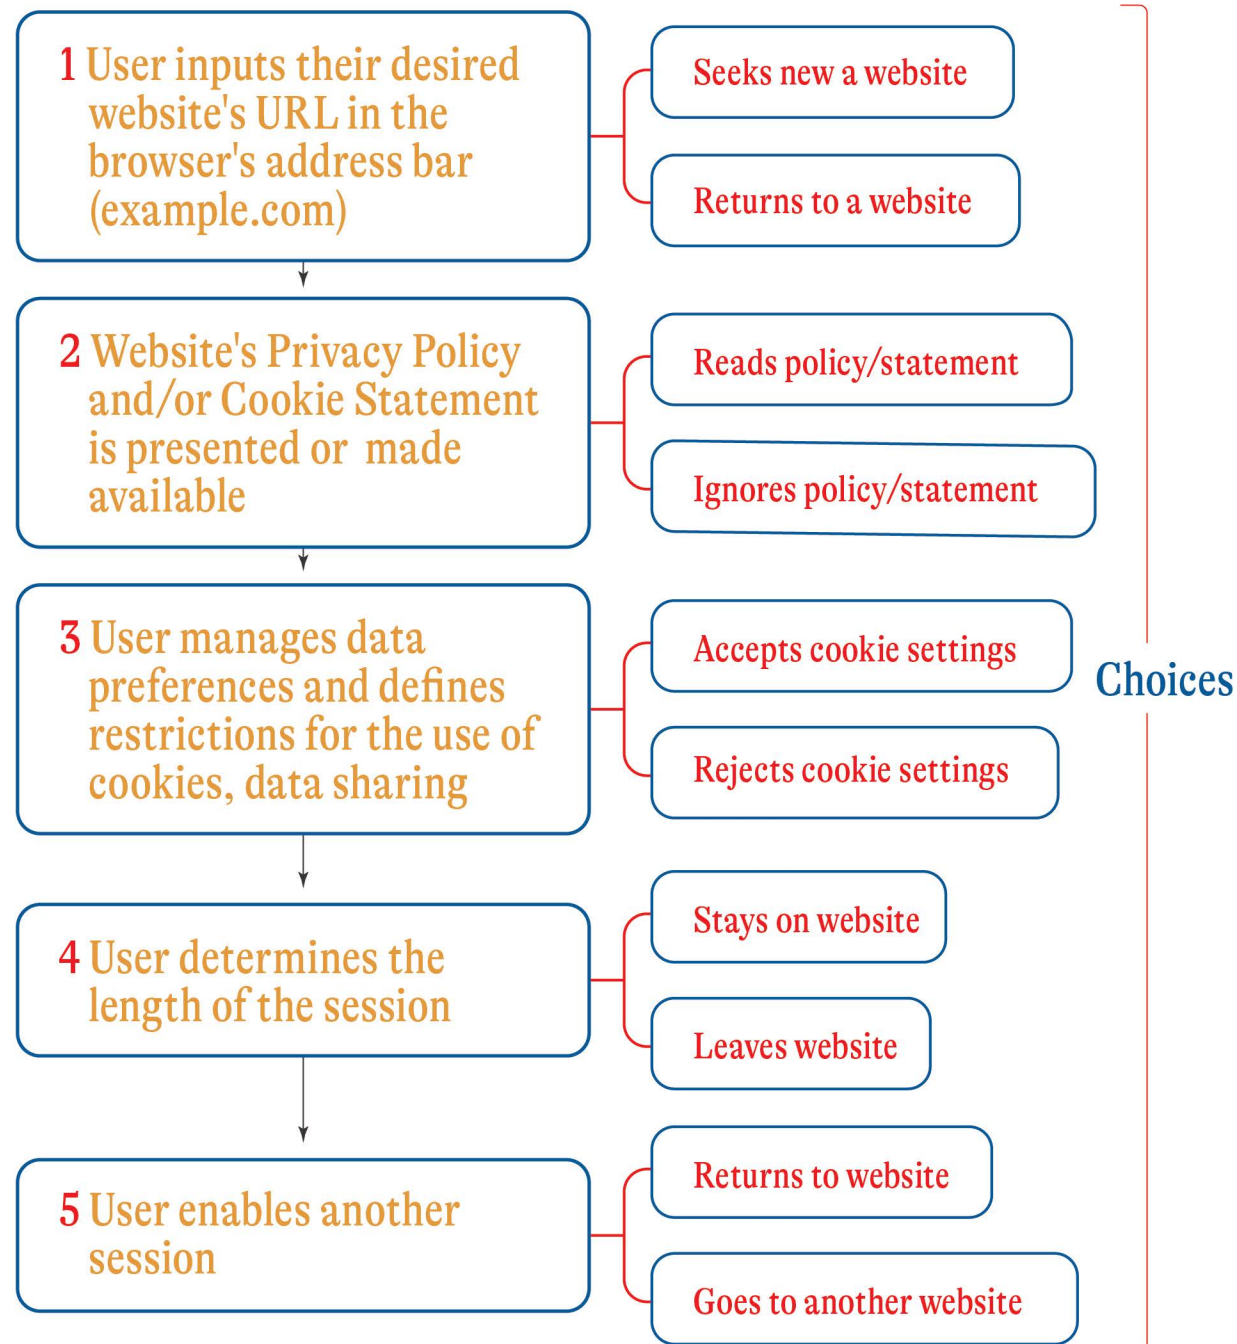 1 User inputs their desired
website's URL in the
browser's address bar
(example.com)
Seeks new a website
Returns to a website
2 Website's Privacy Policy
and/or Cookie Statement
is presented or  made
available
Reads policy/statement
Ignores policy/statement
3 User manages data
preferences and defines
restrictions for the use of
cookies, data sharing
Accepts cookie settings
Rejects cookie settings
Choices
4 User determines the
length of the session
Stays on website
Leaves website
5 User enables another
session
Returns to website
Goes to another website